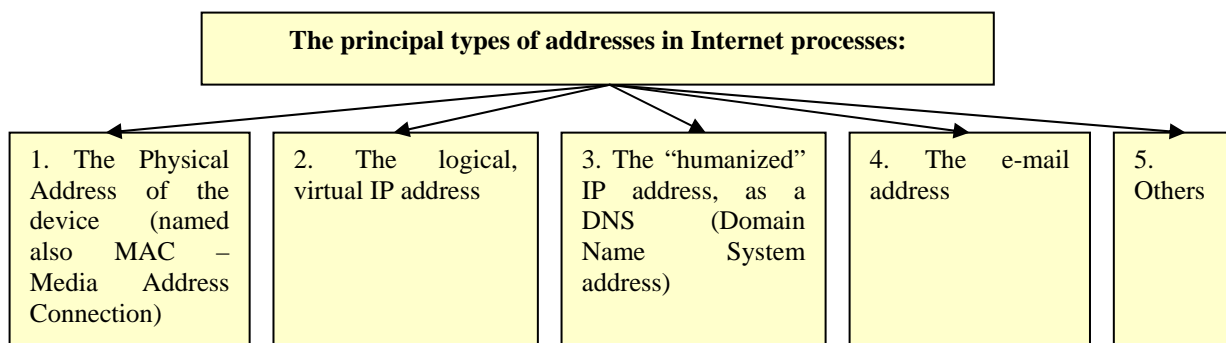 The principal types of addresses in Internet processes:
1. The Physical
Address of the
device (named
also MAC –
Media Address
Connection)
2. The logical,
virtual IP address
3. The “humanized”
IP address, as a
DNS (Domain
Name System
address)
4. The e-mail
address
5.
Others